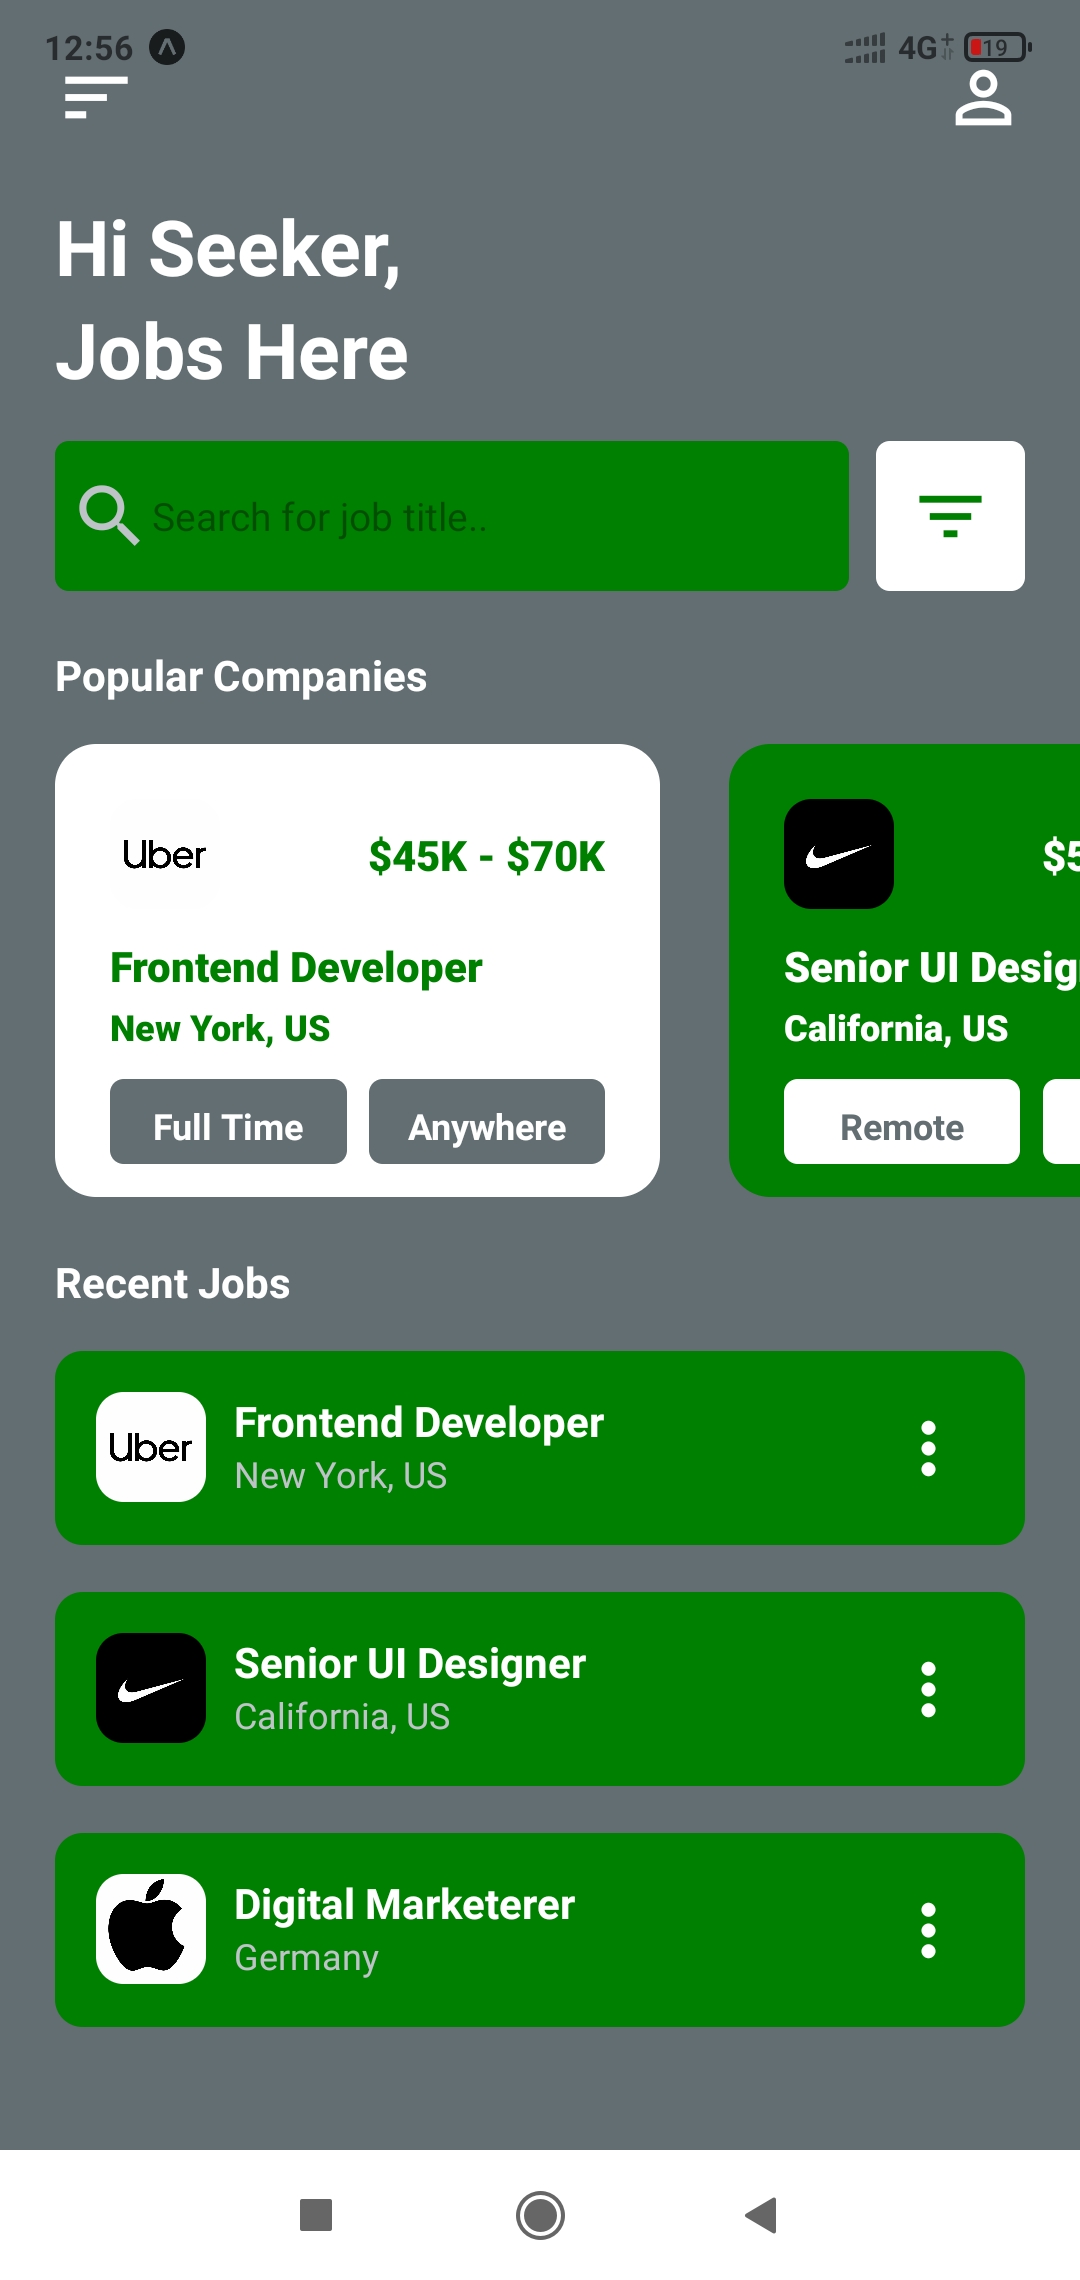 12:56
4G+
19
Hi Seeker,
Jobs Here
Search for job title..
Popular Companies
Uber
$45K - $70K
Frontend Developer
New York, US
Full Time
Anywhere
$5
Senior UI Desig
California, US
Remote
Recent Jobs
Uber
Frontend Developer
New York, US
Senior UI Designer
California, US
Digital Marketerer
Germany